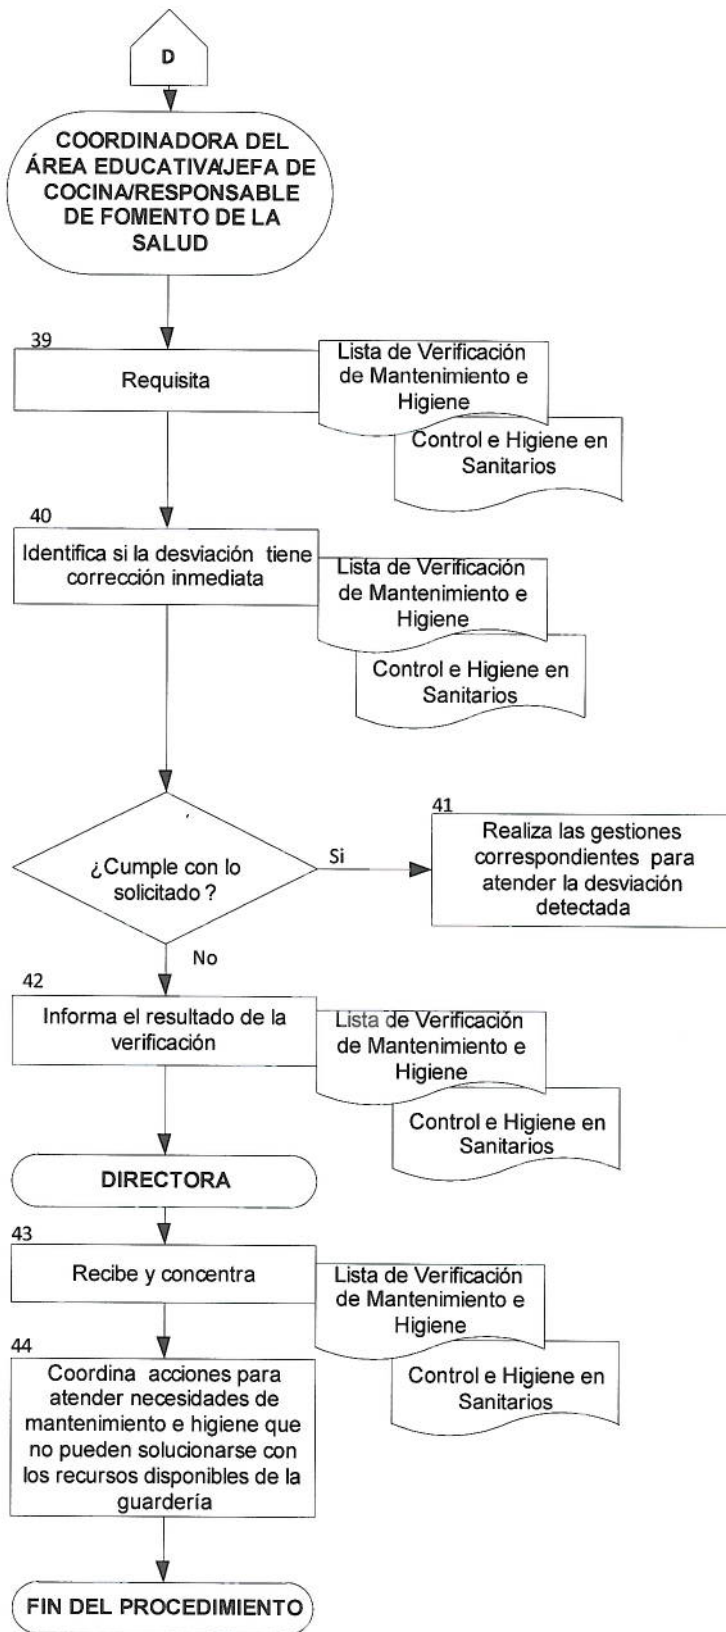 D
COORDINADORA DEL
ÁREA EDUCATIVA/JEFA DE
COCINA/RESPONSABLE
DE FOMENTO DE LA
SALUD
39
Requisita
Lista de Verificación
de Mantenimiento e
Higiene
Control e Higiene en
Sanitarios
40
Identifica si la desviación tiene
corrección inmediata
Lista de Verificación
de Mantenimiento e
Higiene
Control e Higiene en
Sanitarios
¿Cumple con lo
solicitado ?
Si
41
Realiza las gestiones
correspondientes para
atender la desviación
detectada
No
42
Informa el resultado de la
verificación
Lista de Verificación
de Mantenimiento e
Higiene
Control e Higiene en
Sanitarios
DIRECTORA
43
Recibe y concentra
Lista de Verificación
de Mantenimiento e
Higiene
Control e Higiene en
Sanitarios
44
Coordina acciones para
atender necesidades de
mantenimiento e higiene que
no pueden solucionarse con
los recursos disponibles de la
guardería
FIN DEL PROCEDIMIENTO